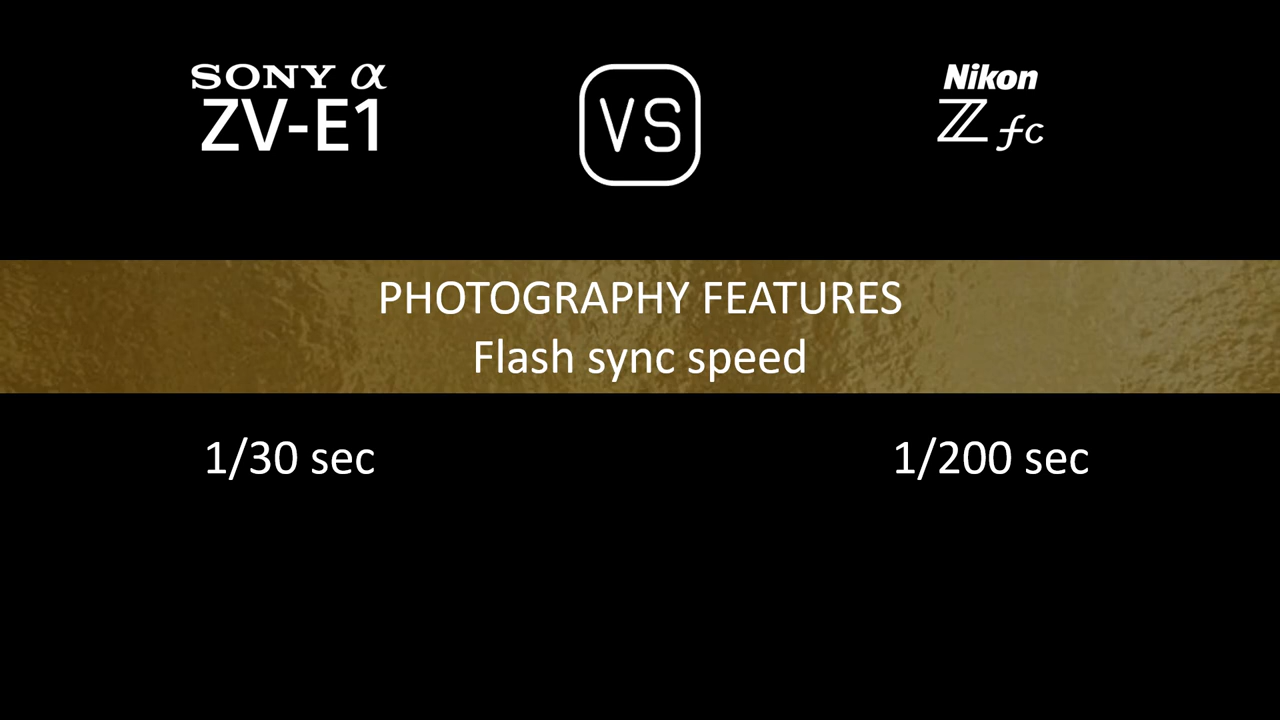 SONY α
ZV-E1
VS
Nikon
Z fc
PHOTOGRAPHY FEATURES
Flash sync speed
1/30 sec
1/200 sec